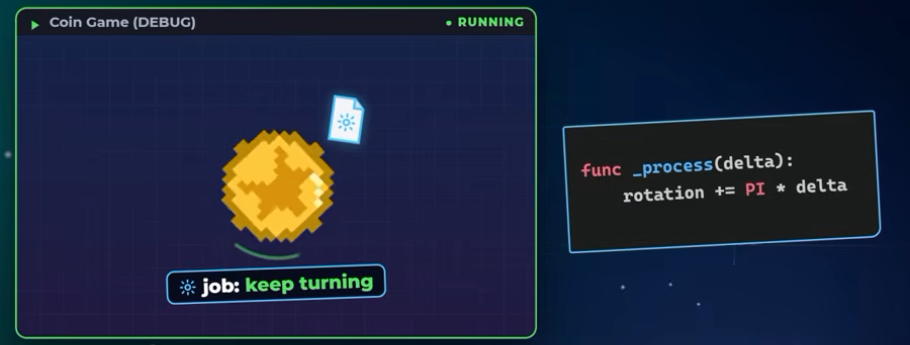 Coin Game (DEBUG)
RUNNING
job: keep turning
func _process(delta):
rotation += PI * delta